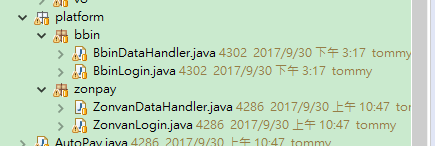 platform
bbin
BbinDataHandler.java 4302 2017/9/30 下午 3:17 tommy
BbinLogin.java 4302 2017/9/30 下午 3:17 tommy
zonpay
ZonvanDataHandler.java 4286 2017/9/30 上午 10:47 tommy
ZonvanLogin.java 4286 2017/9/30 上午 10:47 tommy
AutoPay.java 4286 2017/9/30 上午 10:47 tommy